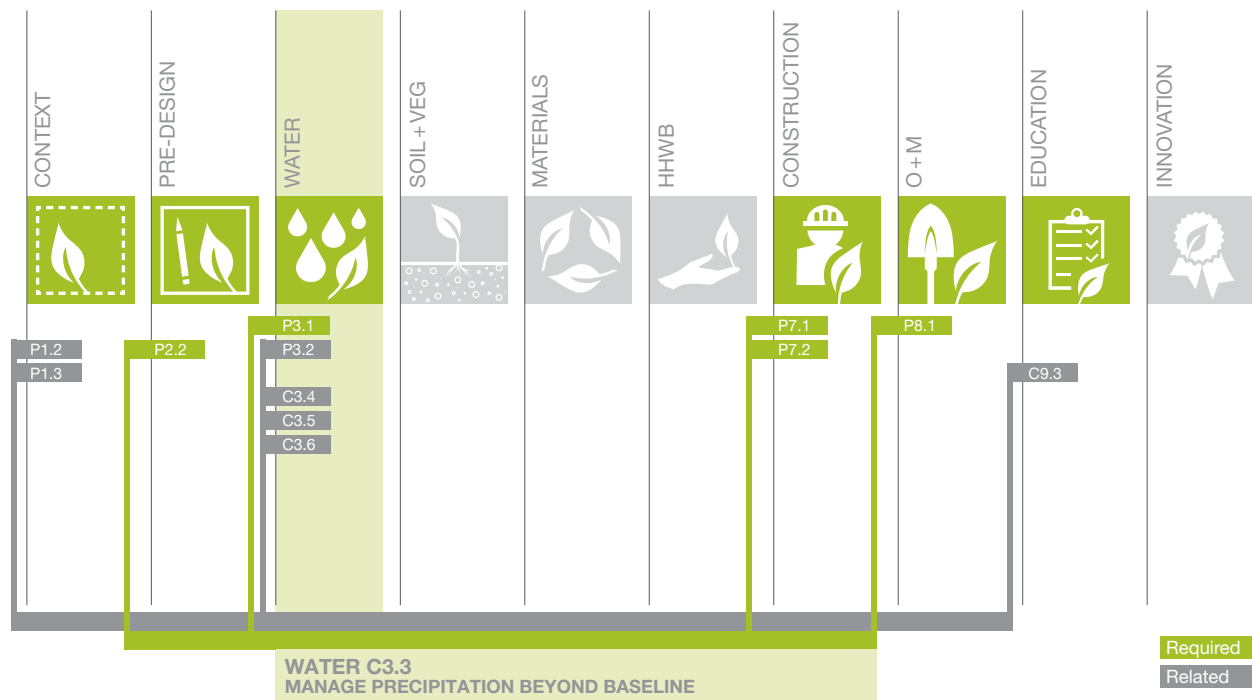 CONTEXT
PRE-DESIGN
WATER
SOIL + VEG
MATERIALS
HHWB
CONSTRUCTION
O + M
EDUCATION
INNOVATION
P3.1
P7.1
P8.1
P1.2
P2.2
P3.2
P7.2
P1.3
C9.3
C3.4
C3.5
C3.6
WATER C3.3
MANAGE PRECIPITATION BEYOND BASELINE
Required
Related